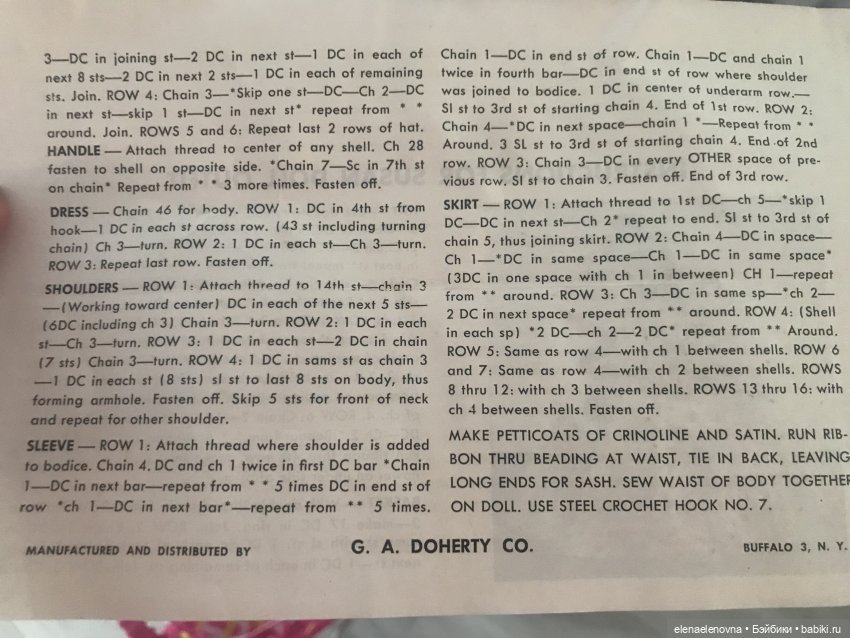 3—DC in joining st—2 DC in next st—1 DC in each of
next 8 sts—2 DC in next 2 sts—1 DC in each of remaining
sts. Join. ROW 4: Chain 3—*Skip one st—DC—Ch 2—DC
in next st—skip 1 st—DC in next st* repeat from * *
around. Join. ROWS 5 and 6: Repeat last 2 rows of hat.
HANDLE — Attach thread to center of any shell. Ch 28
fasten to shell on opposite side. *Chain 7—Sc in 7th st
on chain* Repeat from * * 3 more times. Fasten off.
DRESS — Chain 46 for body. ROW 1: DC in 4th st from
hook—1 DC in each st across row. (43 st including turning
chain) Ch 3—turn. ROW 2: 1 DC in each st—Ch 3—turn.
ROW 3: Repeat last row. Fasten off.
SHOULDERS — ROW 1: Attach thread to 14th st—chain 3
—(Working toward center) DC in each of the next 5 sts—
(6DC including ch 3) Chain 3—turn. ROW 2: 1 DC in each
st—Ch 3—turn. ROW 3: 1 DC in each st—2 DC in chain
(7 sts) Chain 3—turn. ROW 4: 1 DC in sams st as chain 3
—1 DC in each st (8 sts) sl st to last 8 sts on body, thus
forming armhole. Fasten off. Skip 5 sts for front of neck
and repeat for other shoulder.
SLEEVE — ROW 1: Attach thread where shoulder is added
to bodice. Chain 4, DC and ch 1 twice in first DC bar *Chain
1—DC in next bar—repeat from * * 5 times DC in end st of
row *ch 1—DC in next bar*—repeat from ** 5 times.
Chain 1—DC in end st of row. Chain 1—DC and chain 1
twice in fourth bar—DC in end st of row where shoulder
was joined to bodice. 1 DC in center of underarm row.—
Sl st to 3rd st of starting chain 4. End of 1st row. ROW 2:
Chain 4—*DC in next space—chain 1 *—Repeat from * *
Around. 3 SL st to 3rd st of starting chain 4. End of 2nd
row. ROW 3: Chain 3—DC in every OTHER space of pre-
vious row. Sl st to chain 3. Fasten off. End of 3rd row.
SKIRT — ROW 1: Attach thread to 1st DC—ch 5—*skip 1
DC—DC in next st—Ch 2* repeat to end. Sl st to 3rd st of
chain 5, thus joining skirt. ROW 2: Chain 4—DC in space—
Ch 1—*DC in same space—Ch 1—DC in same space*
(3DC in one space with ch 1 in between) CH 1—repeat
from ** around. ROW 3: Ch 3—DC in same sp—*ch 2—
2 DC in next space* repeat from ** around. ROW 4: (Shell
in each sp) *2 DC—ch 2—2 DC* repeat from ** Around.
ROW 5: Same as row 4—with ch 1 between shells. ROW 6
and 7: Same as row 4—with ch 2 between shells. ROWS
8 thru 12: with ch 3 between shells. ROWS 13 thru 16: with
ch 4 between shells. Fasten off.
MAKE PETTICOATS OF CRINOLINE AND SATIN. RUN RIB-
BON THRU BEADING AT WAIST, TIE IN BACK, LEAVING
LONG ENDS FOR SASH. SEW WAIST OF BODY TOGETHER
ON DOLL. USE STEEL CROCHET HOOK NO. 7.
MANUFACTURED AND DISTRIBUTED BY G. A. DOHERTY CO. BUFFALO 3, N. Y.
elenaelenovna • Бэйбики • babiki.ru